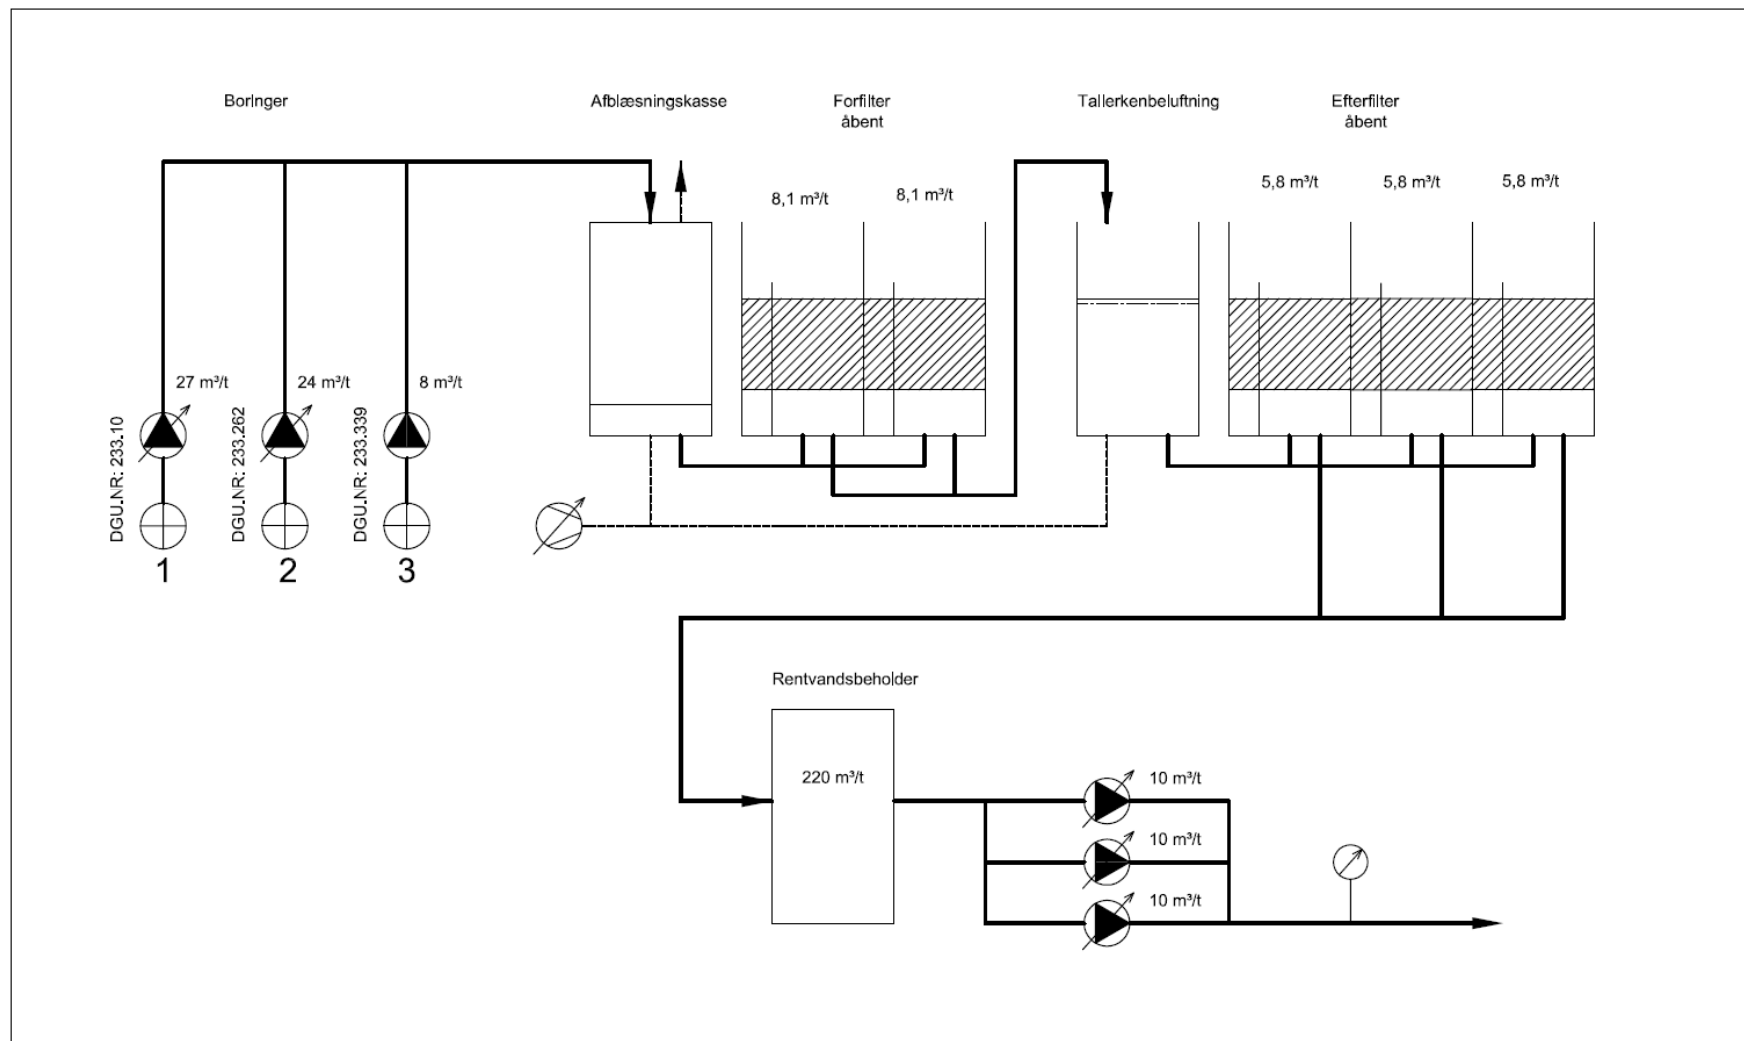 Boringer
Afblæsningskasse
Forfilter
åbent
Tallerkenbeluftning
Efterfilter
åbent
8,1 m³/t
8,1 m³/t
5,8 m³/t
5,8 m³/t
5,8 m³/t
27 m³/t
24 m³/t
8 m³/t
DGU.NR: 233.10
DGU.NR: 233.262
DGU.NR: 233.339
1
2
3
Rentvandsbeholder
220 m³/t
10 m³/t
10 m³/t
10 m³/t